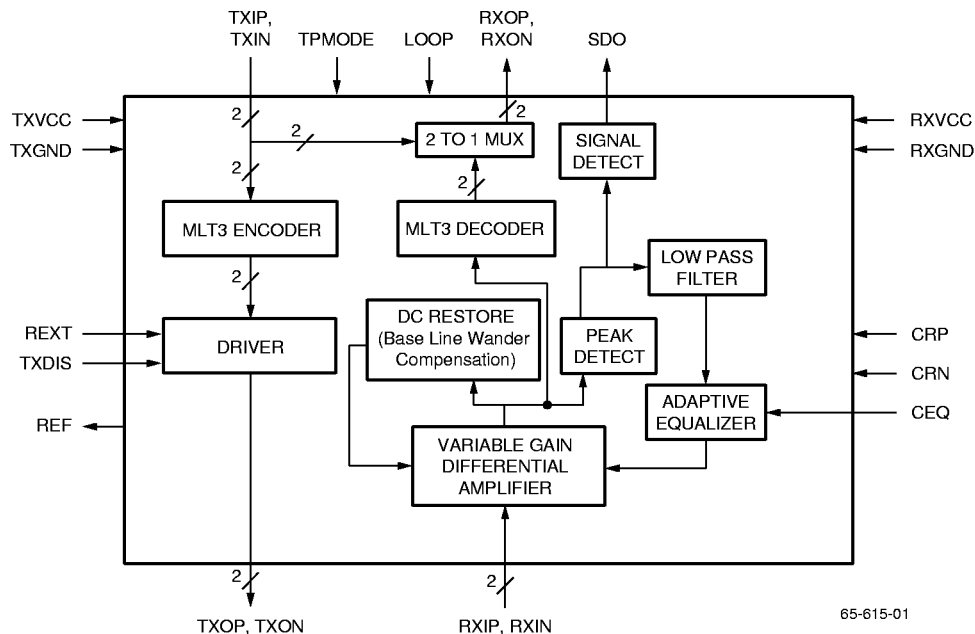 TXIP,
TXIN
TPMODE
LOOP
RXOP,
RXON
SDO
2
2
TXVCC
TXGND
2
2 TO 1 MUX
SIGNAL
DETECT
RXVCC
RXGND
2
2
MLT3 ENCODER
MLT3 DECODER
LOW PASS
FILTER
2
REXT
TXDIS
DRIVER
DC RESTORE
(Base Line Wander
Compensation)
PEAK
DETECT
CRP
CRN
REF
ADAPTIVE
EQUALIZER
CEQ
VARIABLE GAIN
DIFFERENTIAL
AMPLIFIER
2
2
TXOP, TXON
RXIP, RXIN
65-615-01